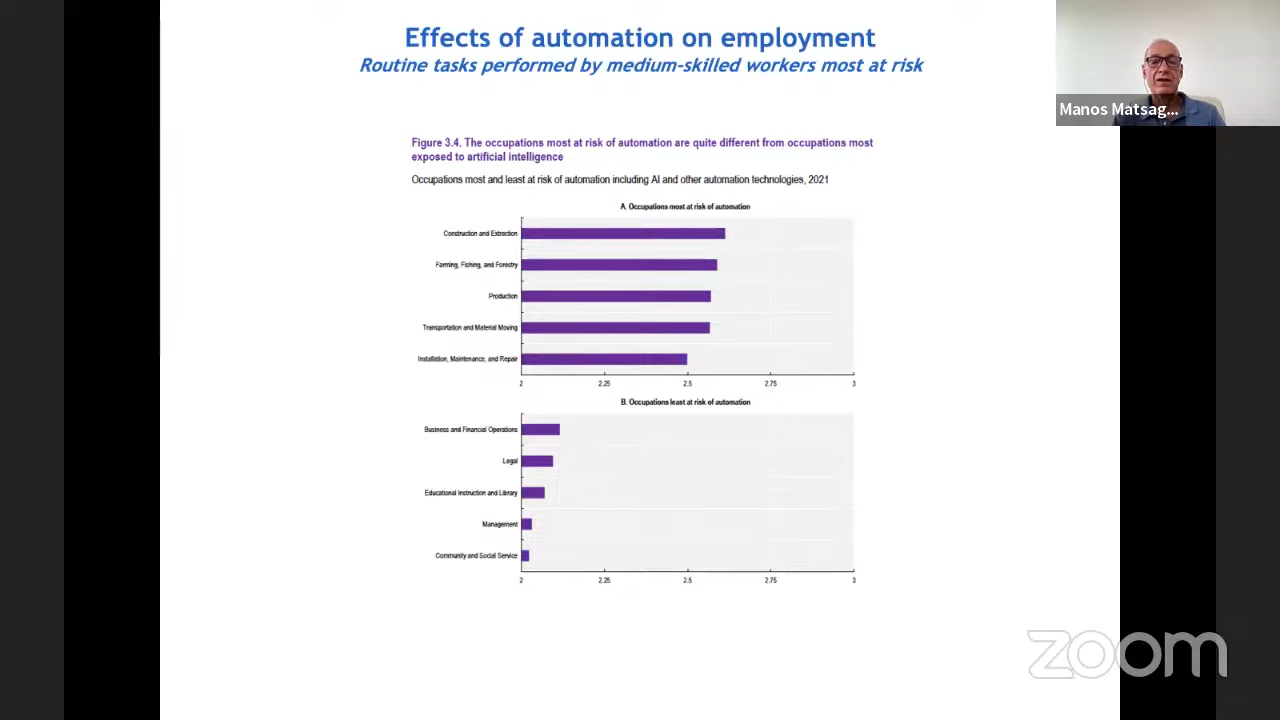 Effects of automation on employment
Routine tasks performed by medium-skilled workers most at risk
Manos Matsag...
Figure 3.4. The occupations most at risk of automation are quite different from occupations most
exposed to artificial intelligence
Occupations most and least at risk of automation including AI and other automation technologies, 2021
A. Occupations most at risk of automation
Construction and Extraction
Farming, Fishing, and Forestry
Production
Transportation and Material Moving
Installation, Maintenance, and Repair
2 2.25 2.5 2.75 3
B. Occupations least at risk of automation
Business and Financial Operations
Legal
Educational Instruction and Library
Management
Community and Social Service
2 2.25 2.5 2.75 3
zoom